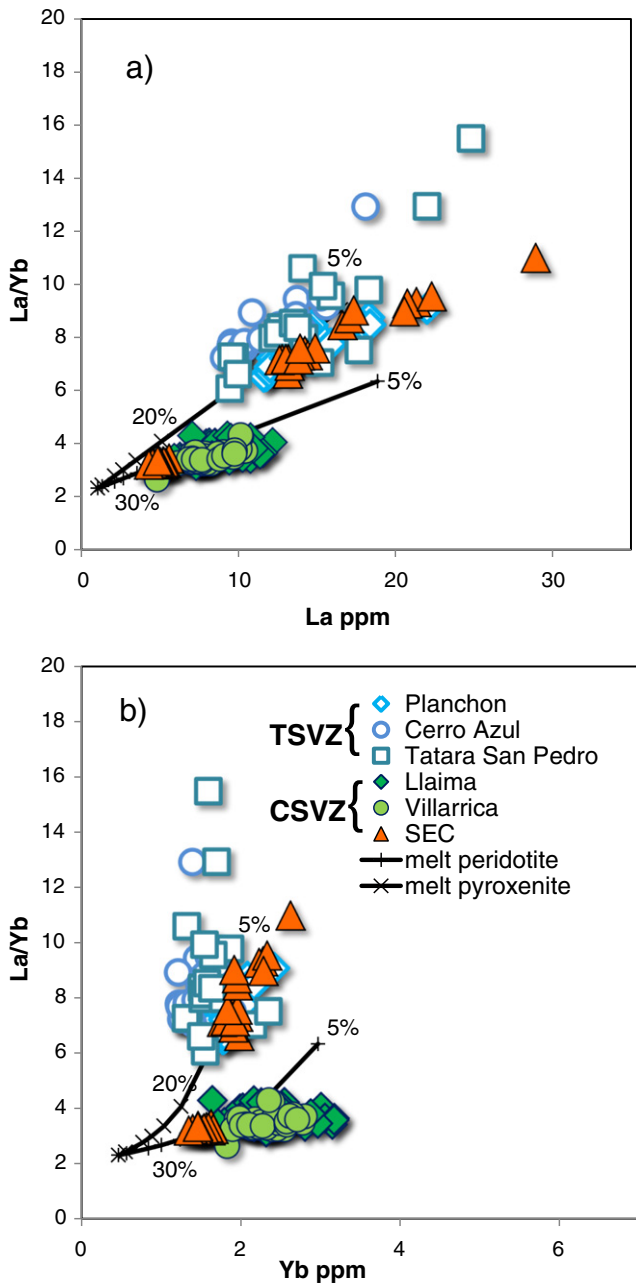 20
a)
18
16
14
12
5%
10
La/Yb
8
6
5%
20%
4
2
30%
0
0 10 20 30
La ppm
20
b)
18
Planchon
TSVZ { Cerro Azul
16
Tatara San Pedro
Llaima
14
CSVZ { Villarrica
SEC
12
melt peridotite
melt pyroxenite
5%
10
La/Yb
8
5%
6
20%
4
2
30%
0
0 2 4 6
Yb ppm